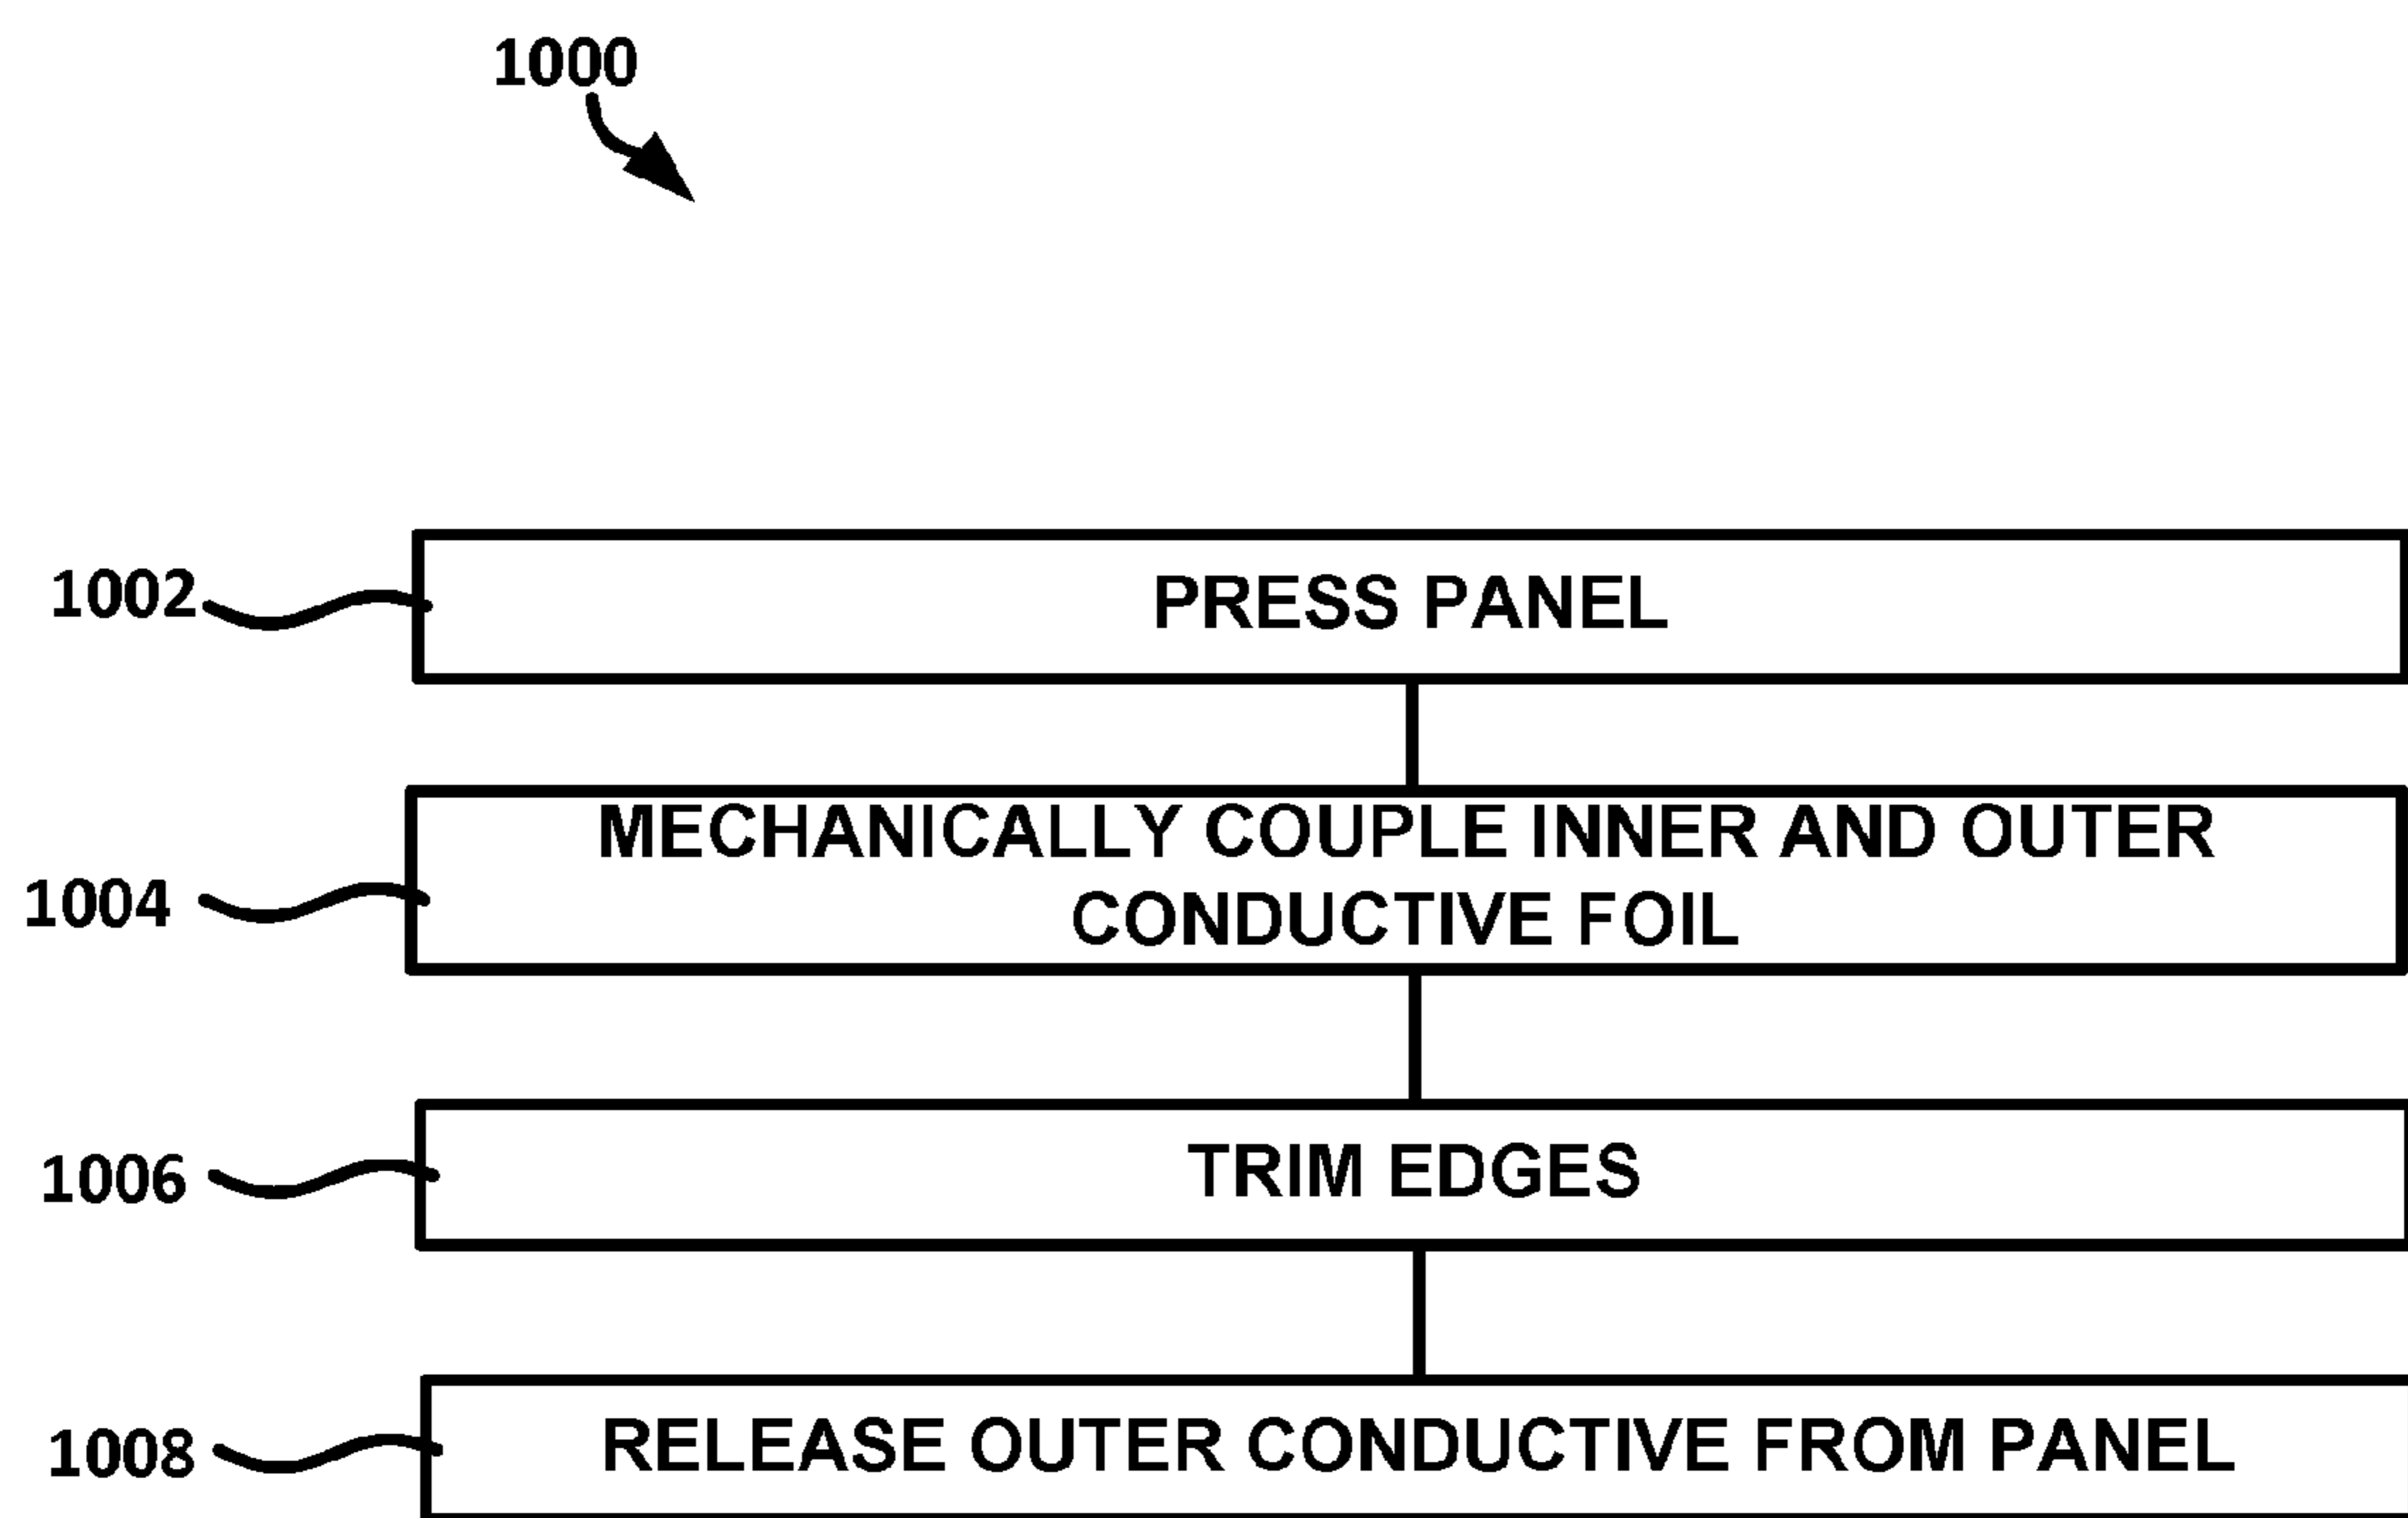 1000
1002 PRESS PANEL
1004 MECHANICALLY COUPLE INNER AND OUTER
CONDUCTIVE FOIL
1006 TRIM EDGES
1008 RELEASE OUTER CONDUCTIVE FROM PANEL